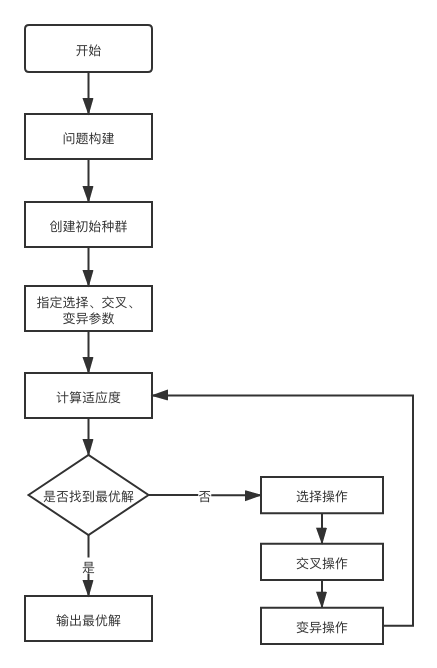 开始
问题构建
创建初始种群
指定选择、交叉、
变异参数
计算适应度
是否找到最优解
否
是
输出最优解
选择操作
交叉操作
变异操作